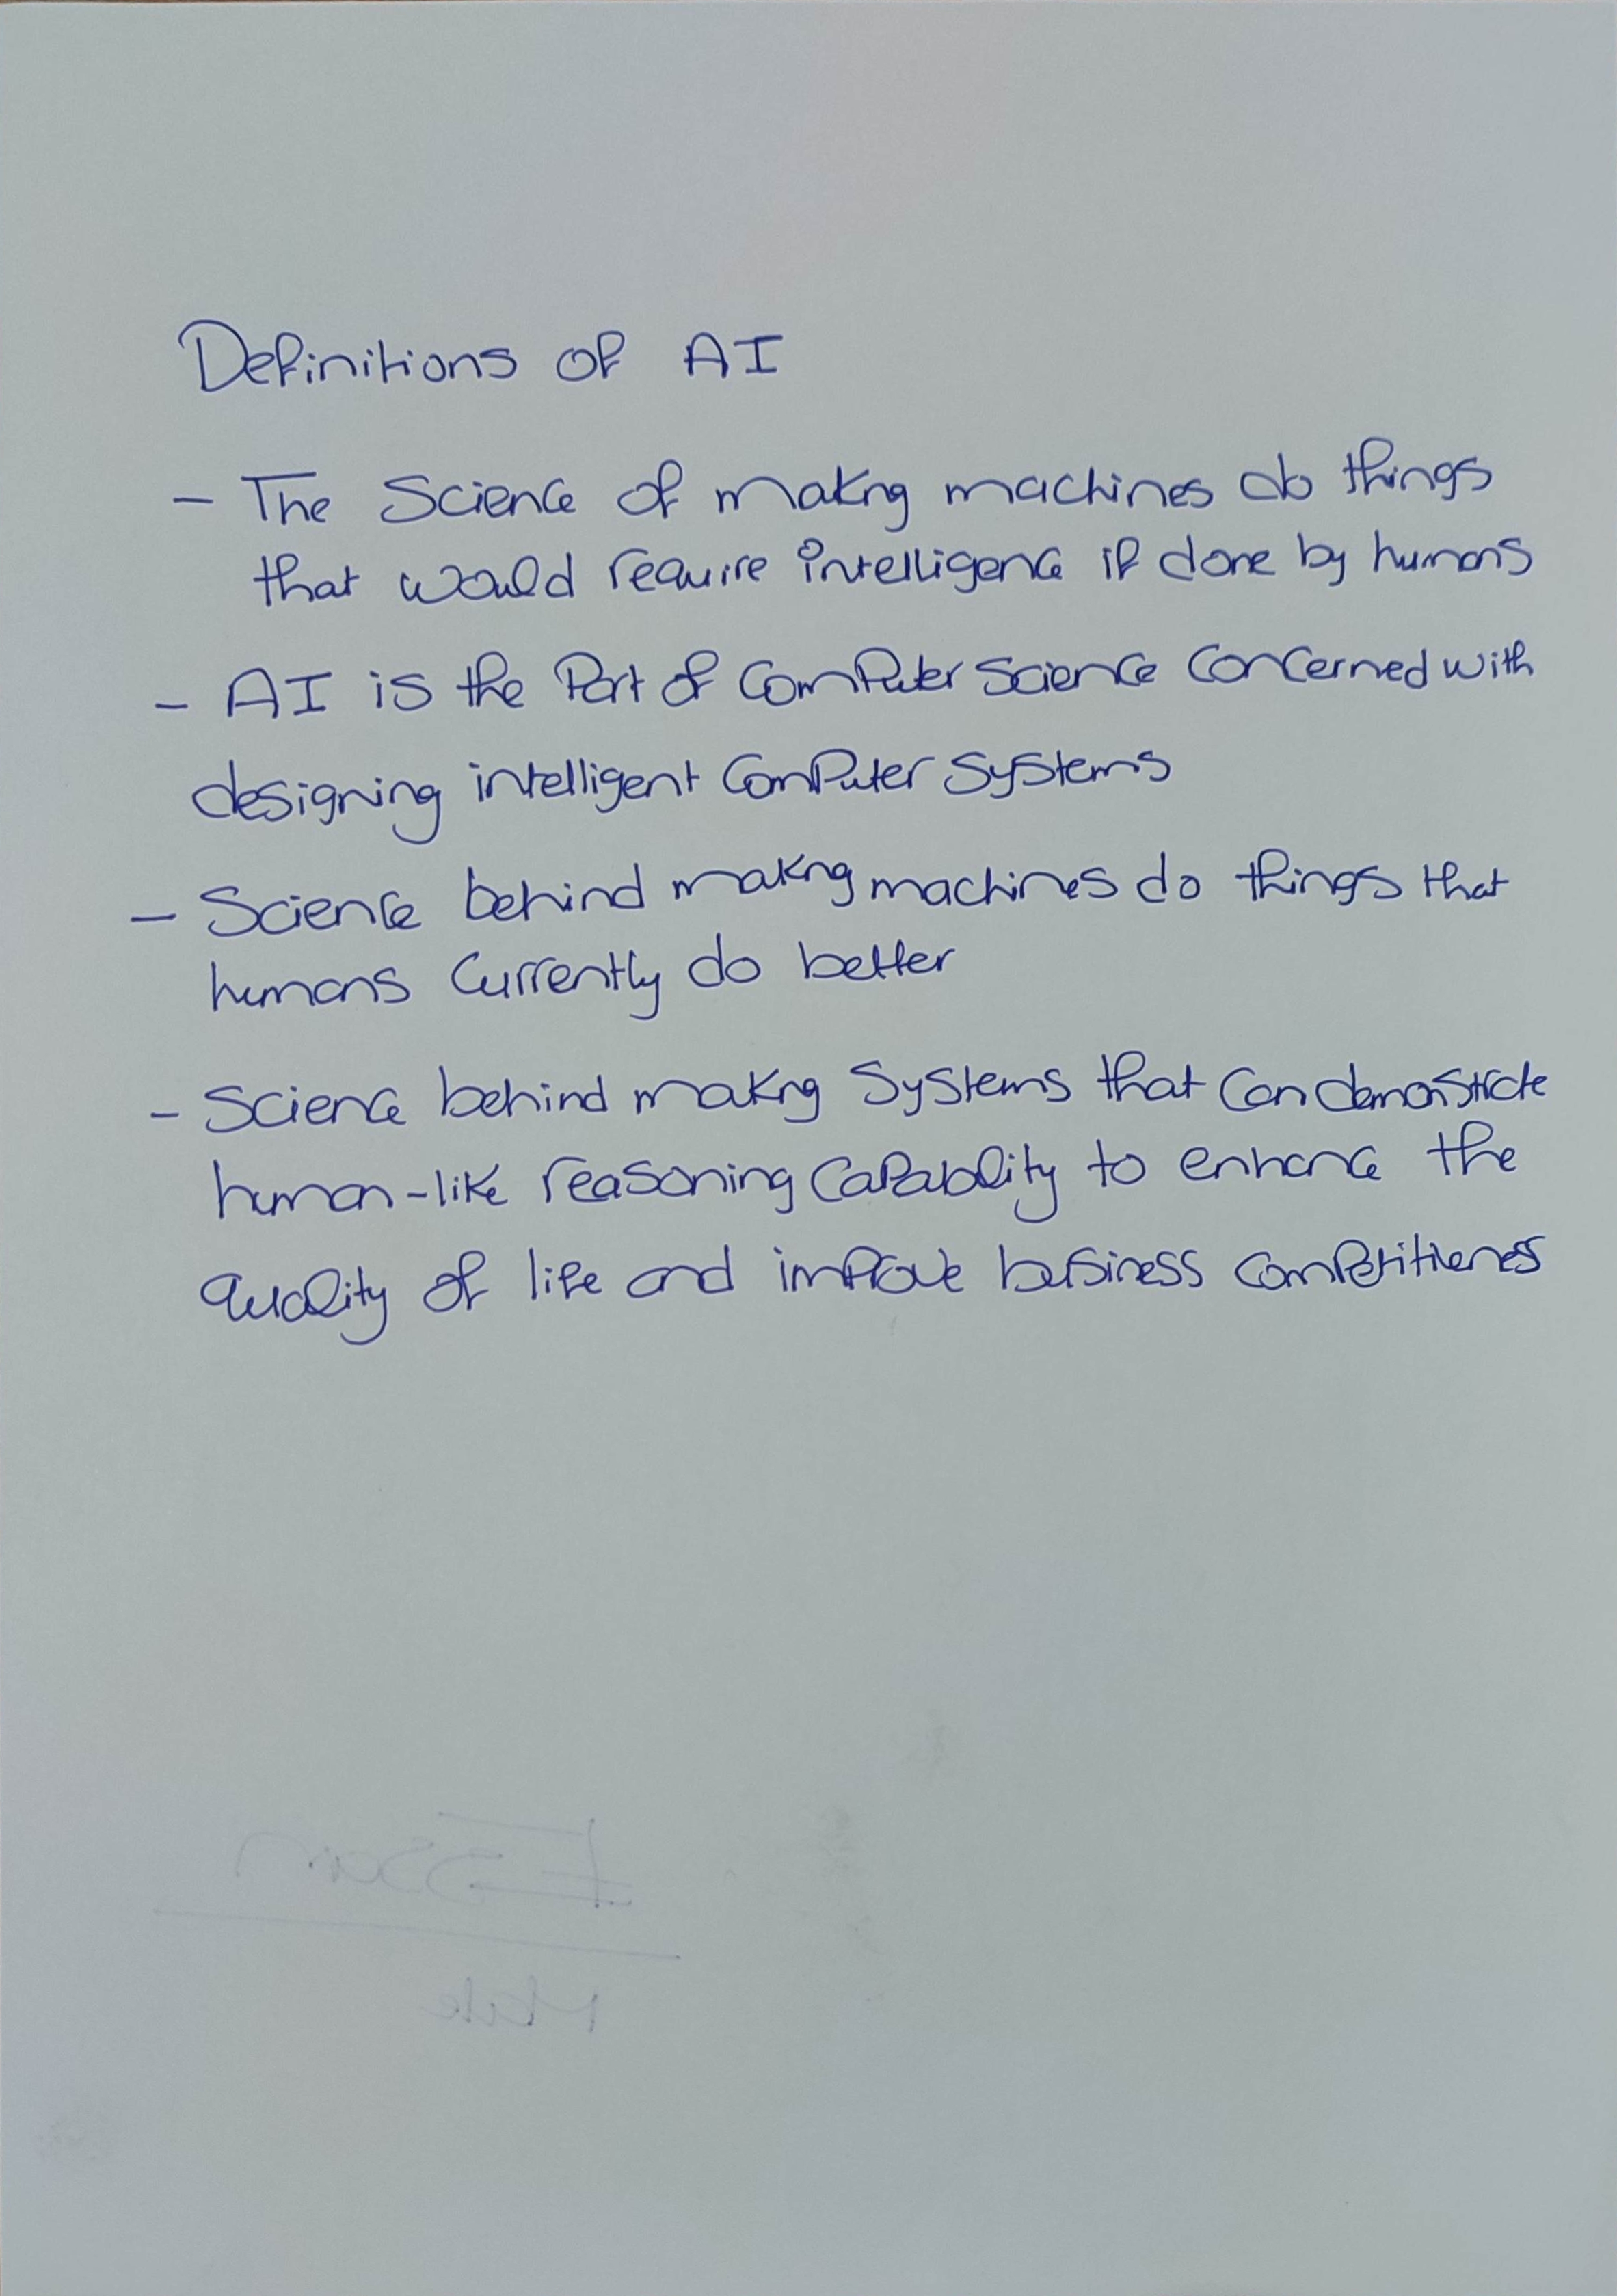 Definitions of AI
- The Science of making machines do things
that would require intelligence if done by humans
- AI is the Part of Computer Science Concerned with
designing intelligent Computer Systems
- Science behind making machines do things that
humans Currently do better
- Science behind making Systems that Can demonstrate
human-like reasoning Capability to enhance the
quality of life and improve business Competitiveness